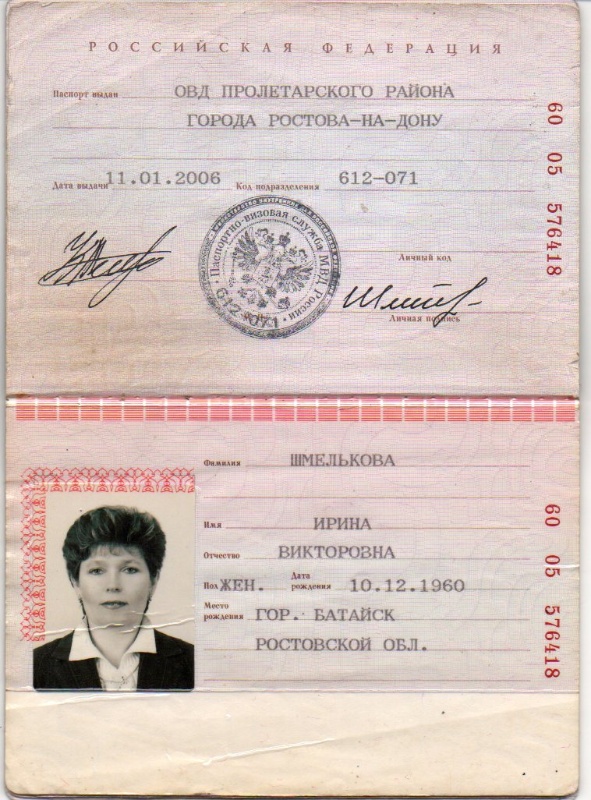 РОССИЙСКАЯ ФЕДЕРАЦИЯ
Паспорт выдан ОВД ПРОЛЕТАРСКОГО РАЙОНА
ГОРОДА РОСТОВА-НА-ДОНУ
Дата выдачи 11.01.2006 Код подразделения 612-071
Паспортно-визовая служба МВД России
612-071
Личный код
Личная подпись
60 05 576418
Фамилия ШМЕЛЬКОВА
Имя ИРИНА
Отчество ВИКТОРОВНА
Пол ЖЕН. Дата рождения 10.12.1960
Место рождения ГОР. БАТАЙСК
РОСТОВСКОЙ ОБЛ.
60 05 576418